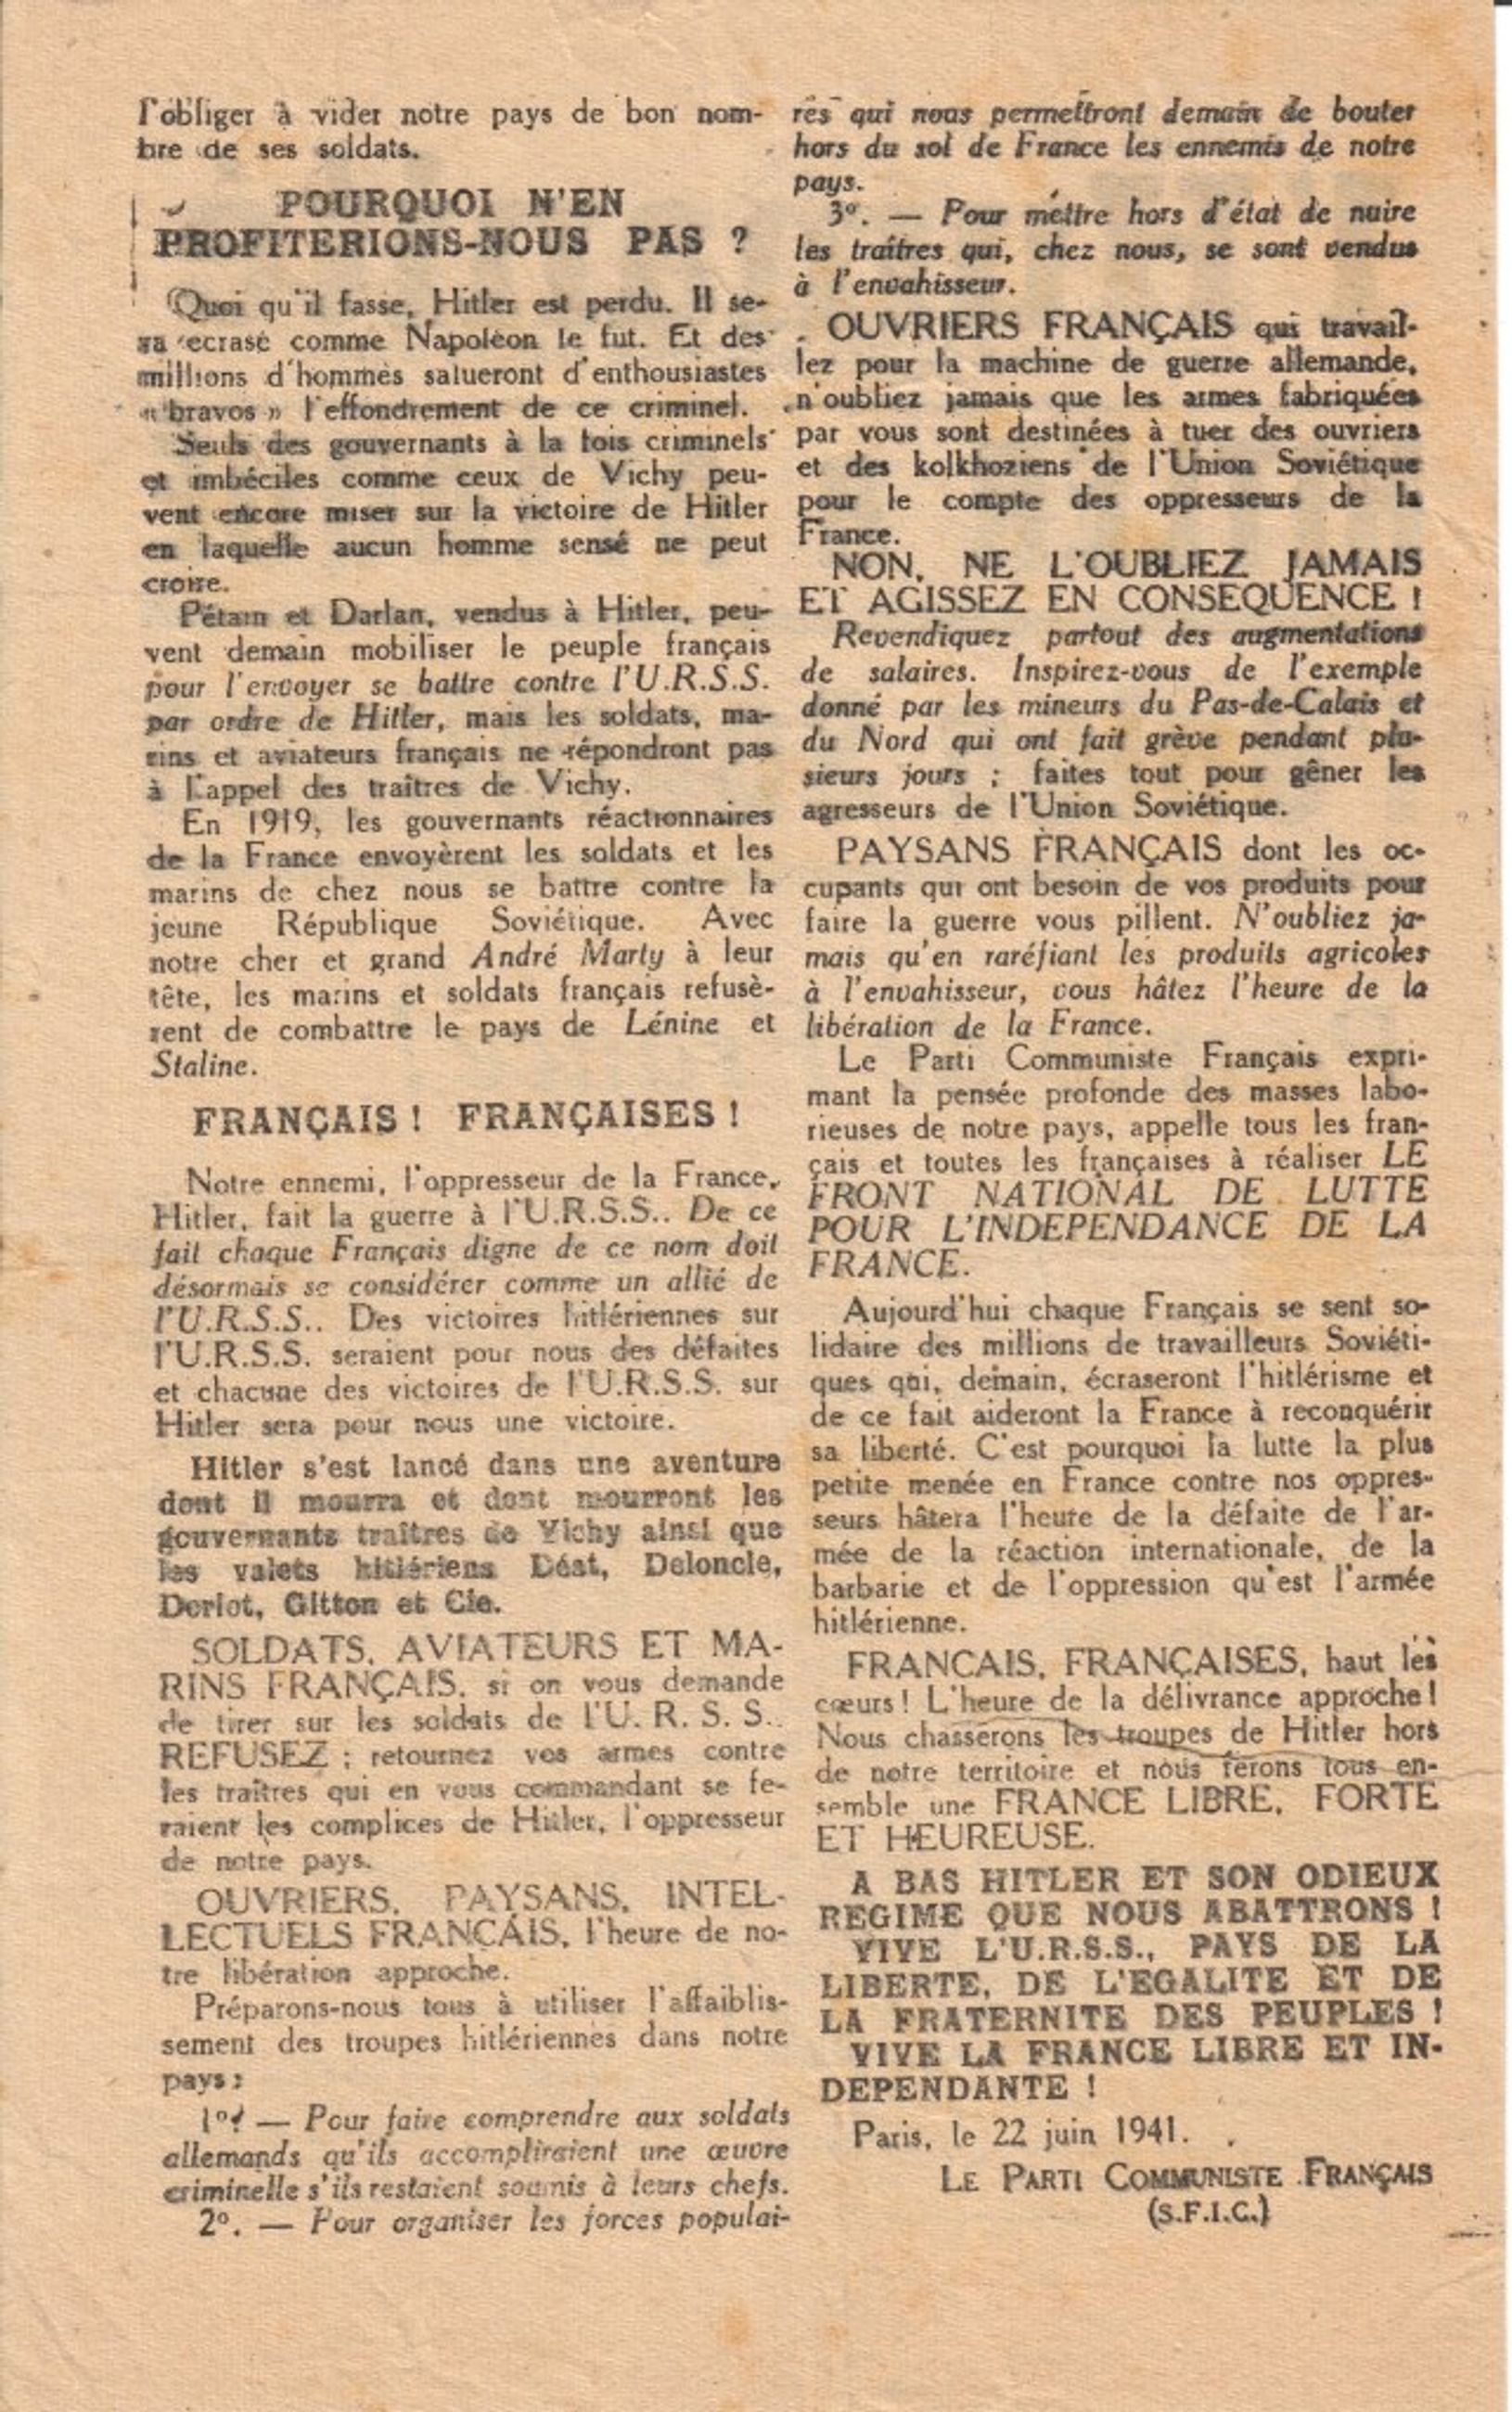 l'obliger à vider notre pays de bon nom-
bre de ses soldats.
POURQUOI N'EN
PROFITERIONS-NOUS PAS ?
Quoi qu'il fasse, Hitler est perdu. Il se-
ra ecrasé comme Napoléon le fut. Et des
millions d'hommes salueront d'enthousiastes
« bravos » l'effondrement de ce criminel.
Seuls des gouvernants à la fois criminels
et imbéciles comme ceux de Vichy peu-
vent encore miser sur la victoire de Hitler
en laquelle aucun homme sensé ne peut
croire.
Pétain et Darlan, vendus à Hitler, peu-
vent demain mobiliser le peuple français
pour l'envoyer se battre contre l'U.R.S.S.
par ordre de Hitler, mais les soldats, ma-
rins et aviateurs français ne répondront pas
à l'appel des traîtres de Vichy.
En 1919, les gouvernants réactionnaires
de la France envoyèrent les soldats et les
marins de chez nous se battre contre la
jeune République Soviétique. Avec
notre cher et grand André Marty à leur
tête, les marins et soldats français refusè-
rent de combattre le pays de Lénine et
Staline.
FRANÇAIS ! FRANÇAISES !
Notre ennemi, l'oppresseur de la France,
Hitler, fait la guerre à l'U.R.S.S.. De ce
fait chaque Français digne de ce nom doit
désormais se considérer comme un allié de
l'U.R.S.S.. Des victoires hitlériennes sur
l'U.R.S.S. seraient pour nous des défaites
et chacune des victoires de l'U.R.S.S. sur
Hitler sera pour nous une victoire.
Hitler s'est lancé dans une aventure
dont il mourra et dont mourront les
gouvernants traîtres de Vichy ainsi que
les valets hitlériens Déat, Deloncle,
Doriot, Gitton et Cie.
SOLDATS, AVIATEURS ET MA-
RINS FRANÇAIS, si on vous demande
de tirer sur les soldats de l'U. R. S. S..
REFUSEZ ; retournez vos armes contre
les traîtres qui en vous commandant se fe-
raient les complices de Hitler, l'oppresseur
de notre pays.
OUVRIERS, PAYSANS, INTEL-
LECTUELS FRANÇAIS, l'heure de no-
tre libération approche.
Préparons-nous tous à utiliser l'affaiblis-
sement des troupes hitlériennes dans notre
pays :
1º. — Pour faire comprendre aux soldats
allemands qu'ils accompliraient une œuvre
criminelle s'ils restaient soumis à leurs chefs.
2º. — Pour organiser les forces populai-
res qui nous permettront demain de bouter
hors du sol de France les ennemis de notre
pays.
3º. — Pour mettre hors d'état de nuire
les traîtres qui, chez nous, se sont vendus
à l'envahisseur.
OUVRIERS FRANÇAIS qui travail-
lez pour la machine de guerre allemande,
n'oubliez jamais que les armes fabriquées
par vous sont destinées à tuer des ouvriers
et des kolkhoziens de l'Union Soviétique
pour le compte des oppresseurs de la
France.
NON, NE L'OUBLIEZ JAMAIS
ET AGISSEZ EN CONSEQUENCE !
Revendiquez partout des augmentations
de salaires. Inspirez-vous de l'exemple
donné par les mineurs du Pas-de-Calais et
du Nord qui ont fait grève pendant plu-
sieurs jours ; faites tout pour gêner les
agresseurs de l'Union Soviétique.
PAYSANS FRANÇAIS dont les oc-
cupants qui ont besoin de vos produits pour
faire la guerre vous pillent. N'oubliez ja-
mais qu'en raréfiant les produits agricoles
à l'envahisseur, vous hâtez l'heure de la
libération de la France.
Le Parti Communiste Français expri-
mant la pensée profonde des masses labo-
rieuses de notre pays, appelle tous les fran-
çais et toutes les françaises à réaliser LE
FRONT NATIONAL DE LUTTE
POUR L'INDEPENDANCE DE LA
FRANCE.
Aujourd'hui chaque Français se sent so-
lidaire des millions de travailleurs Soviéti-
ques qui, demain, écraseront l'hitlérisme et
de ce fait aideront la France à reconquérir
sa liberté. C'est pourquoi la lutte la plus
petite menée en France contre nos oppres-
seurs hâtera l'heure de la défaite de l'ar-
mée de la réaction internationale, de la
barbarie et de l'oppression qu'est l'armée
hitlérienne.
FRANCAIS, FRANÇAISES, haut les
cœurs ! L'heure de la délivrance approche !
Nous chasserons les troupes de Hitler hors
de notre territoire et nous ferons tous en-
semble une FRANCE LIBRE, FORTE
ET HEUREUSE.
A BAS HITLER ET SON ODIEUX
REGIME QUE NOUS ABATTRONS !
VIVE L'U.R.S.S., PAYS DE LA
LIBERTE, DE L'EGALITE ET DE
LA FRATERNITE DES PEUPLES !
VIVE LA FRANCE LIBRE ET IN-
DEPENDANTE !
Paris, le 22 juin 1941.
LE PARTI COMMUNISTE FRANÇAIS
(S.F.I.C.)